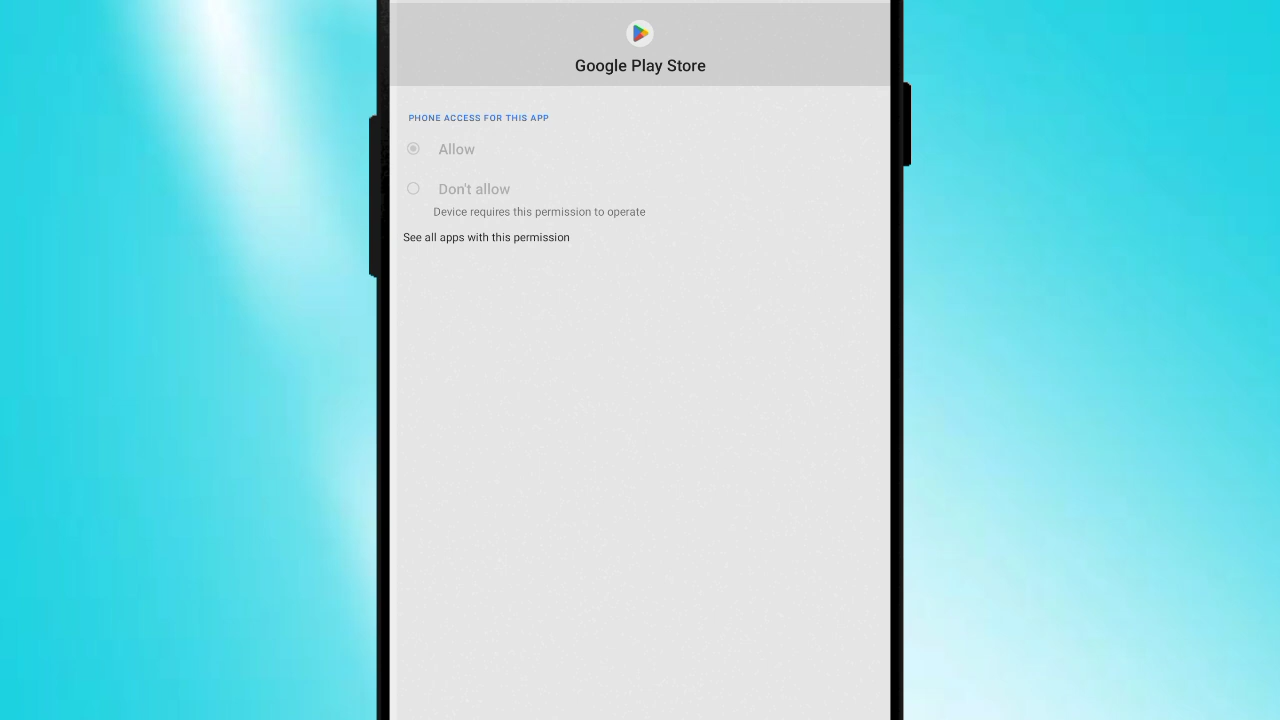 Google Play Store
PHONE ACCESS FOR THIS APP
Allow
Don't allow
Device requires this permission to operate
See all apps with this permission